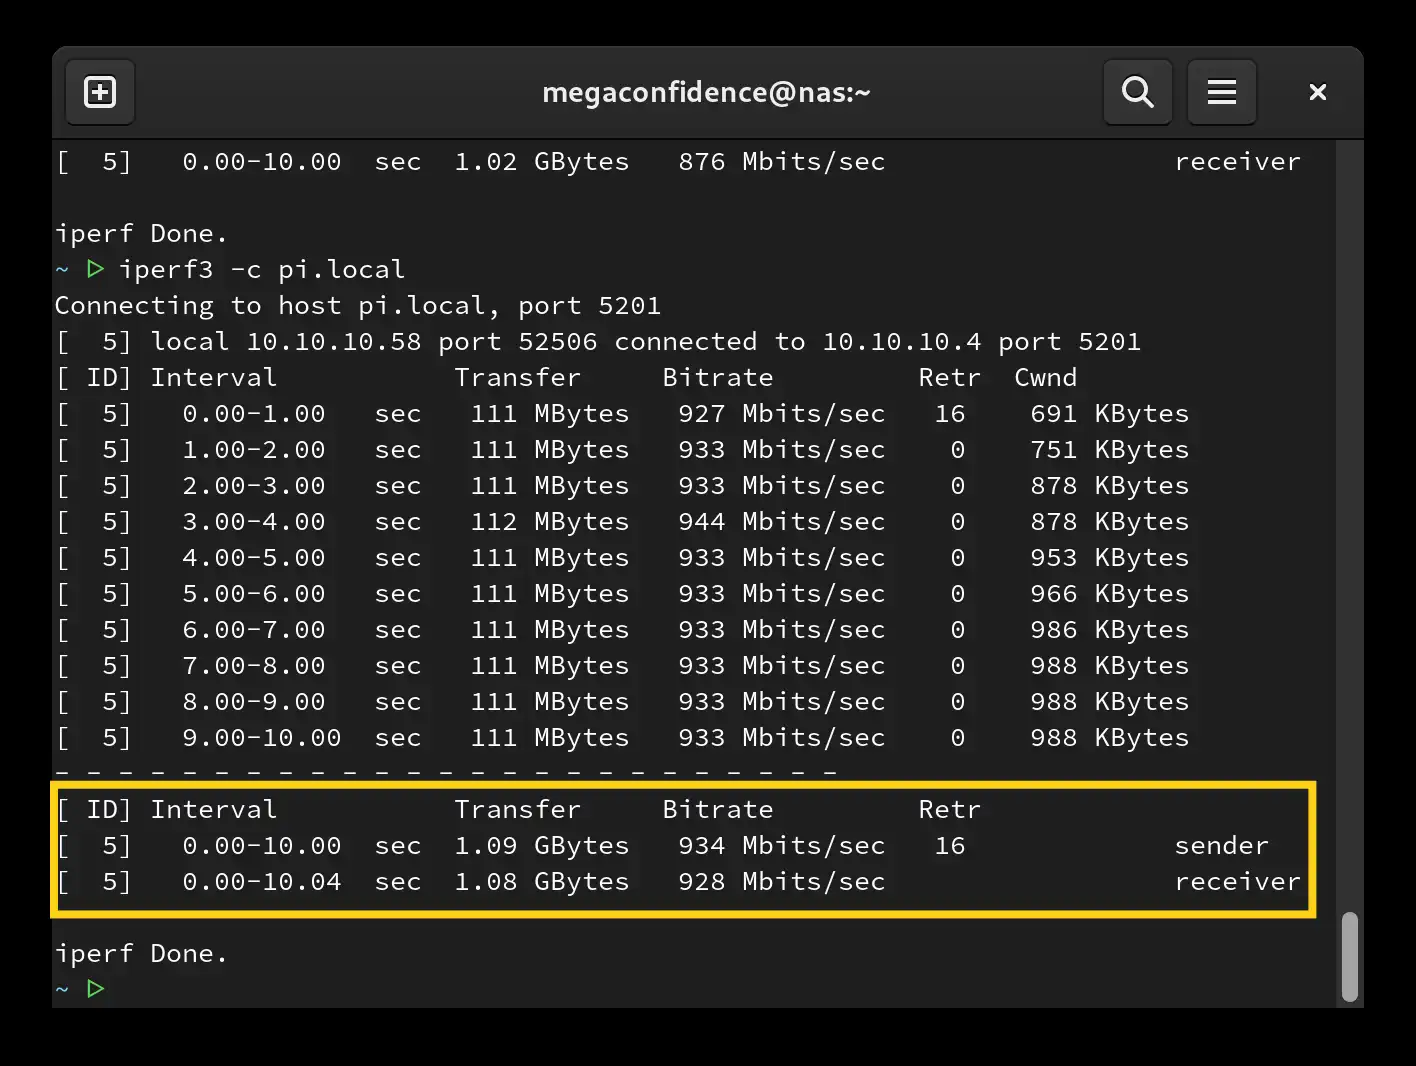 megaconfidence@nas:~
[  5]   0.00-10.00  sec  1.02 GBytes   876 Mbits/sec                  receiver
iperf Done.
~ ▷ iperf3 -c pi.local
Connecting to host pi.local, port 5201
[  5] local 10.10.10.58 port 52506 connected to 10.10.10.4 port 5201
[ ID] Interval           Transfer     Bitrate         Retr  Cwnd
[  5]   0.00-1.00   sec   111 MBytes   927 Mbits/sec   16    691 KBytes
[  5]   1.00-2.00   sec   111 MBytes   933 Mbits/sec    0    751 KBytes
[  5]   2.00-3.00   sec   111 MBytes   933 Mbits/sec    0    878 KBytes
[  5]   3.00-4.00   sec   112 MBytes   944 Mbits/sec    0    878 KBytes
[  5]   4.00-5.00   sec   111 MBytes   933 Mbits/sec    0    953 KBytes
[  5]   5.00-6.00   sec   111 MBytes   933 Mbits/sec    0    966 KBytes
[  5]   6.00-7.00   sec   111 MBytes   933 Mbits/sec    0    986 KBytes
[  5]   7.00-8.00   sec   111 MBytes   933 Mbits/sec    0    988 KBytes
[  5]   8.00-9.00   sec   111 MBytes   933 Mbits/sec    0    988 KBytes
[  5]   9.00-10.00  sec   111 MBytes   933 Mbits/sec    0    988 KBytes
- - - - - - - - - - - - - - - - - - - - - - - - -
[ ID] Interval           Transfer     Bitrate         Retr
[  5]   0.00-10.00  sec  1.09 GBytes   934 Mbits/sec   16             sender
[  5]   0.00-10.04  sec  1.08 GBytes   928 Mbits/sec                  receiver
iperf Done.
~ ▷